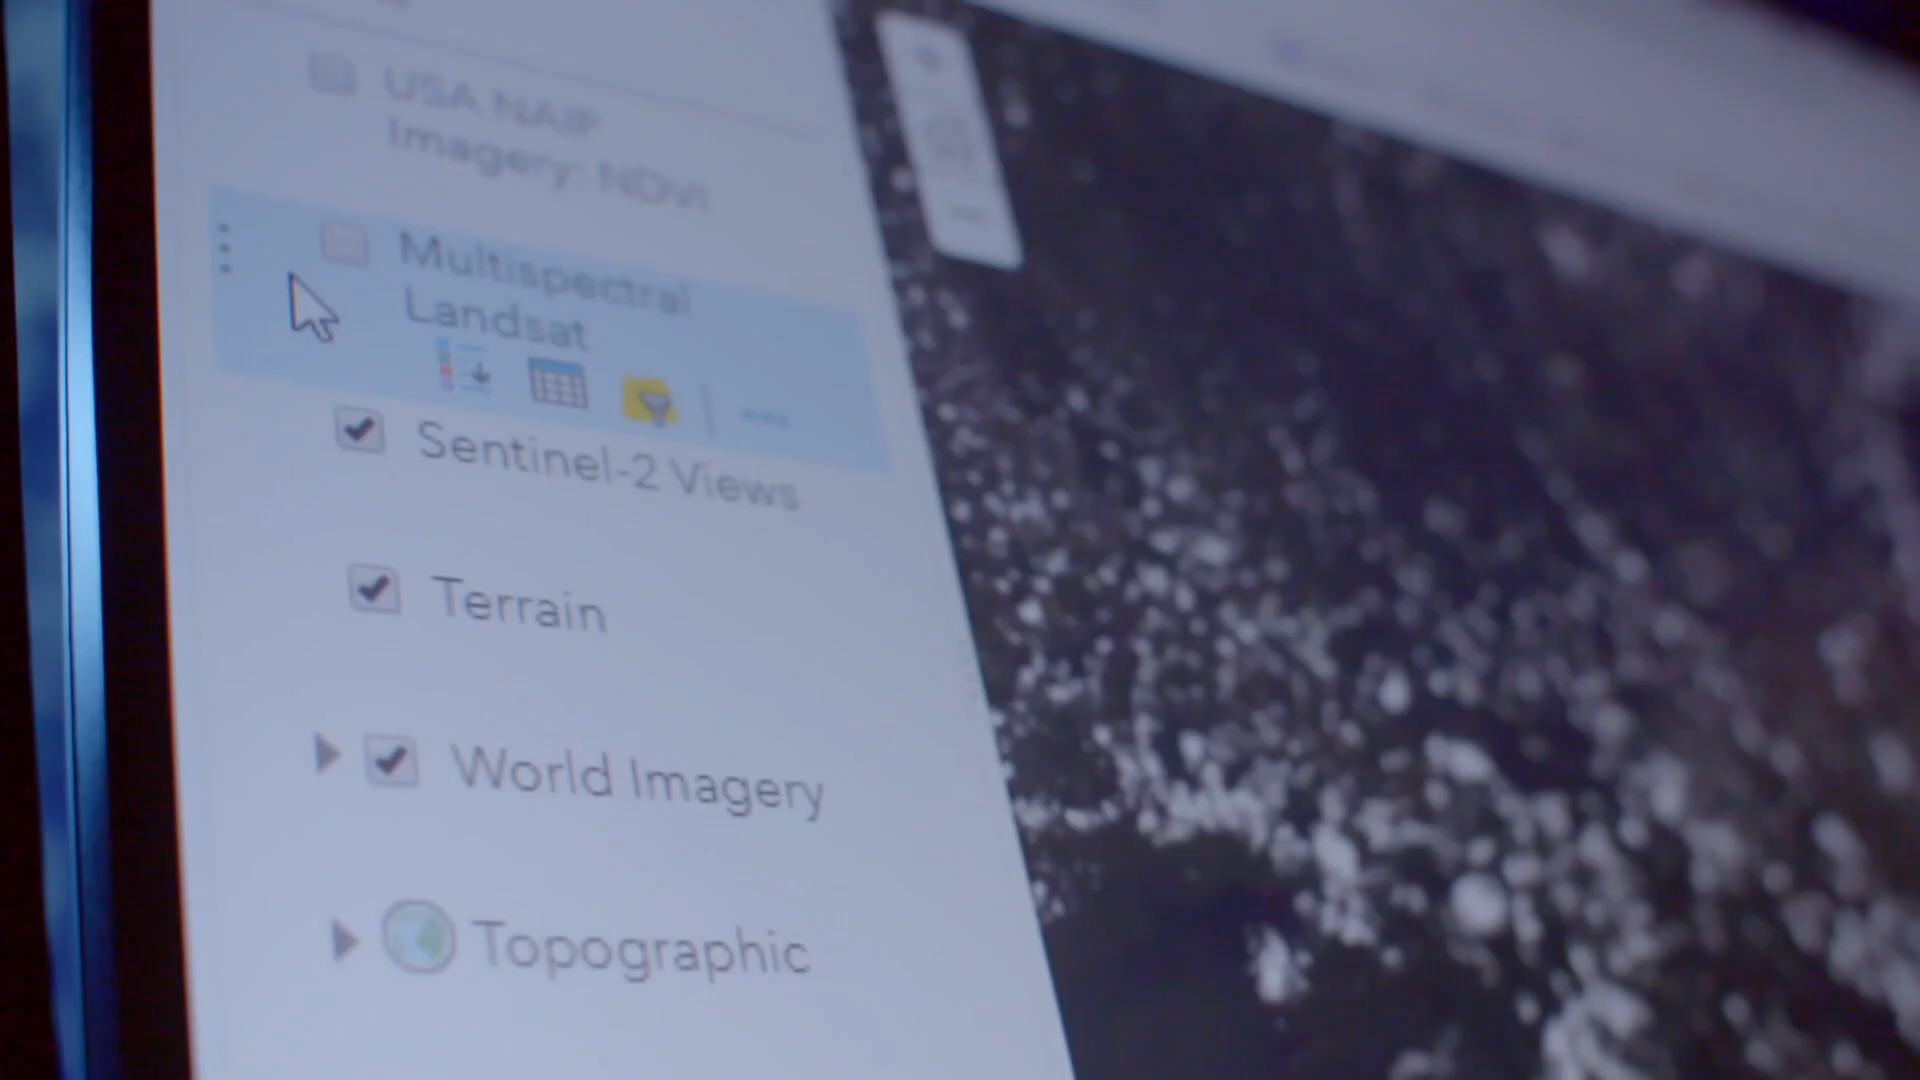 USA NAIP
Imagery: NDVI
Multispectral
Landsat
Sentinel-2 Views
Terrain
World Imagery
Topographic